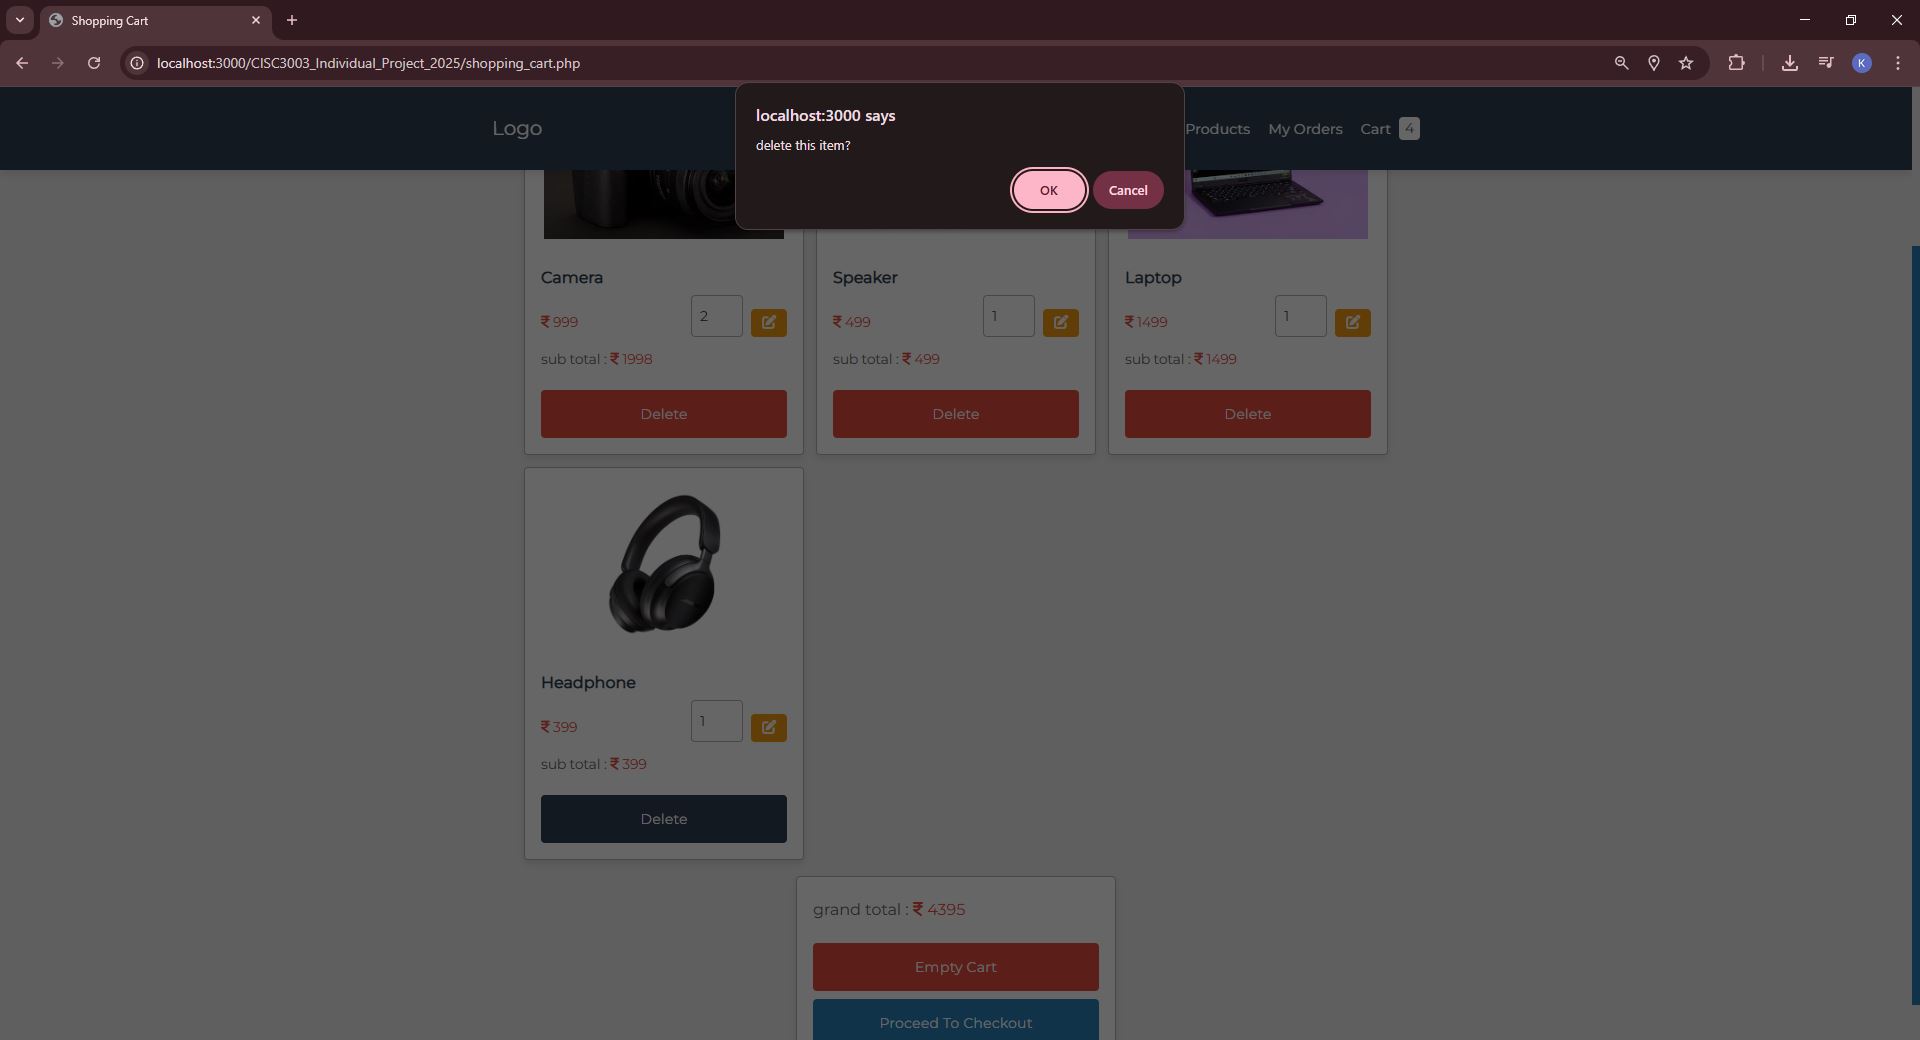 Shopping Cart
localhost:3000/CISC3003_Individual_Project_2025/shopping_cart.php
K
localhost:3000 says
delete this item?
OK Cancel
Logo Products My Orders Cart 4
Camera
₹ 999 2
sub total : ₹ 1998
Delete
Speaker
₹ 499 1
sub total : ₹ 499
Delete
Laptop
₹ 1499 1
sub total : ₹ 1499
Delete
Headphone
₹ 399 1
sub total : ₹ 399
Delete
grand total : ₹ 4395
Empty Cart
Proceed To Checkout